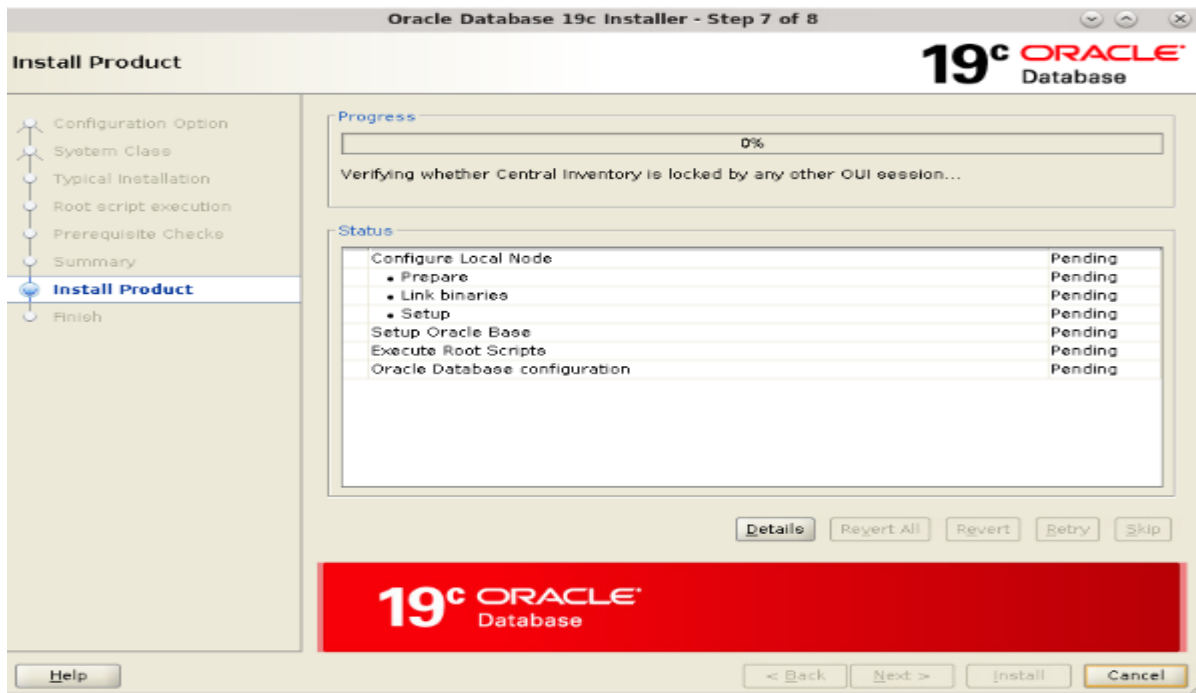 Oracle Database 19c Installer - Step 7 of 8
Install Product
19c ORACLE
Database
Configuration Option
System Class
Typical Installation
Root script execution
Prerequisite Checks
Summary
Install Product
Finish
Progress
0%
Verifying whether Central Inventory is locked by any other OUI session...
Status
Configure Local Node Pending
• Prepare Pending
• Link binaries Pending
• Setup Pending
Setup Oracle Base Pending
Execute Root Scripts Pending
Oracle Database configuration Pending
Details Revert All Revert Retry Skip
19c ORACLE
Database
Help < Back Next > Install Cancel